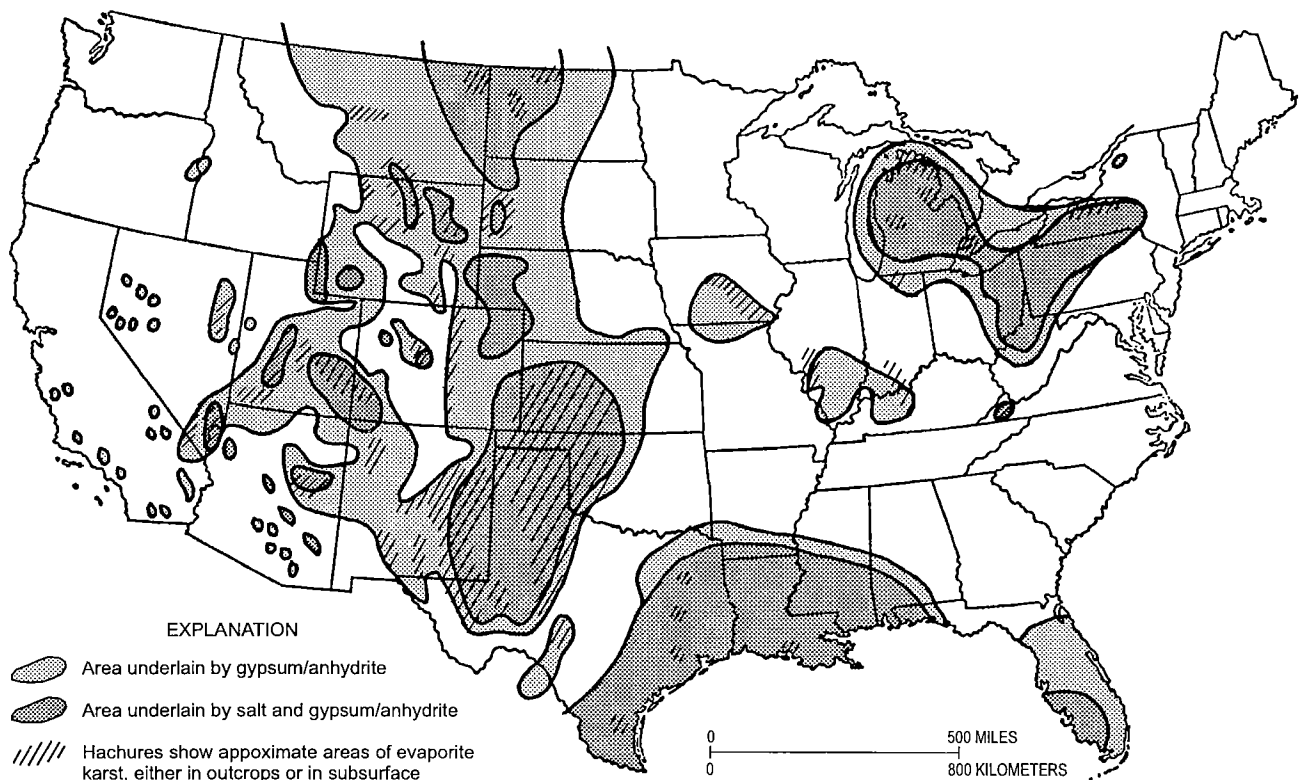 EXPLANATION
Area underlain by gypsum/anhydrite
Area underlain by salt and gypsum/anhydrite
Hachures show appoximate areas of evaporite
karst, either in outcrops or in subsurface
0 500 MILES
0 800 KILOMETERS